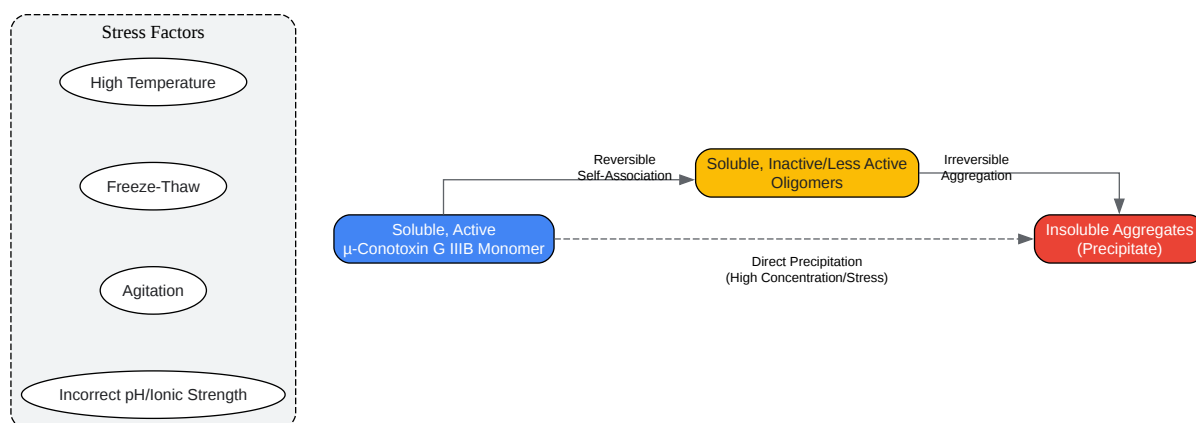 Stress Factors
High Temperature
Freeze-Thaw
Agitation
Incorrect pH/Ionic Strength
Soluble, Active
µ-Conotoxin G IIIB Monomer
Reversible
Self-Association
Soluble, Inactive/Less Active
Oligomers
Irreversible
Aggregation
Direct Precipitation
(High Concentration/Stress)
Insoluble Aggregates
(Precipitate)